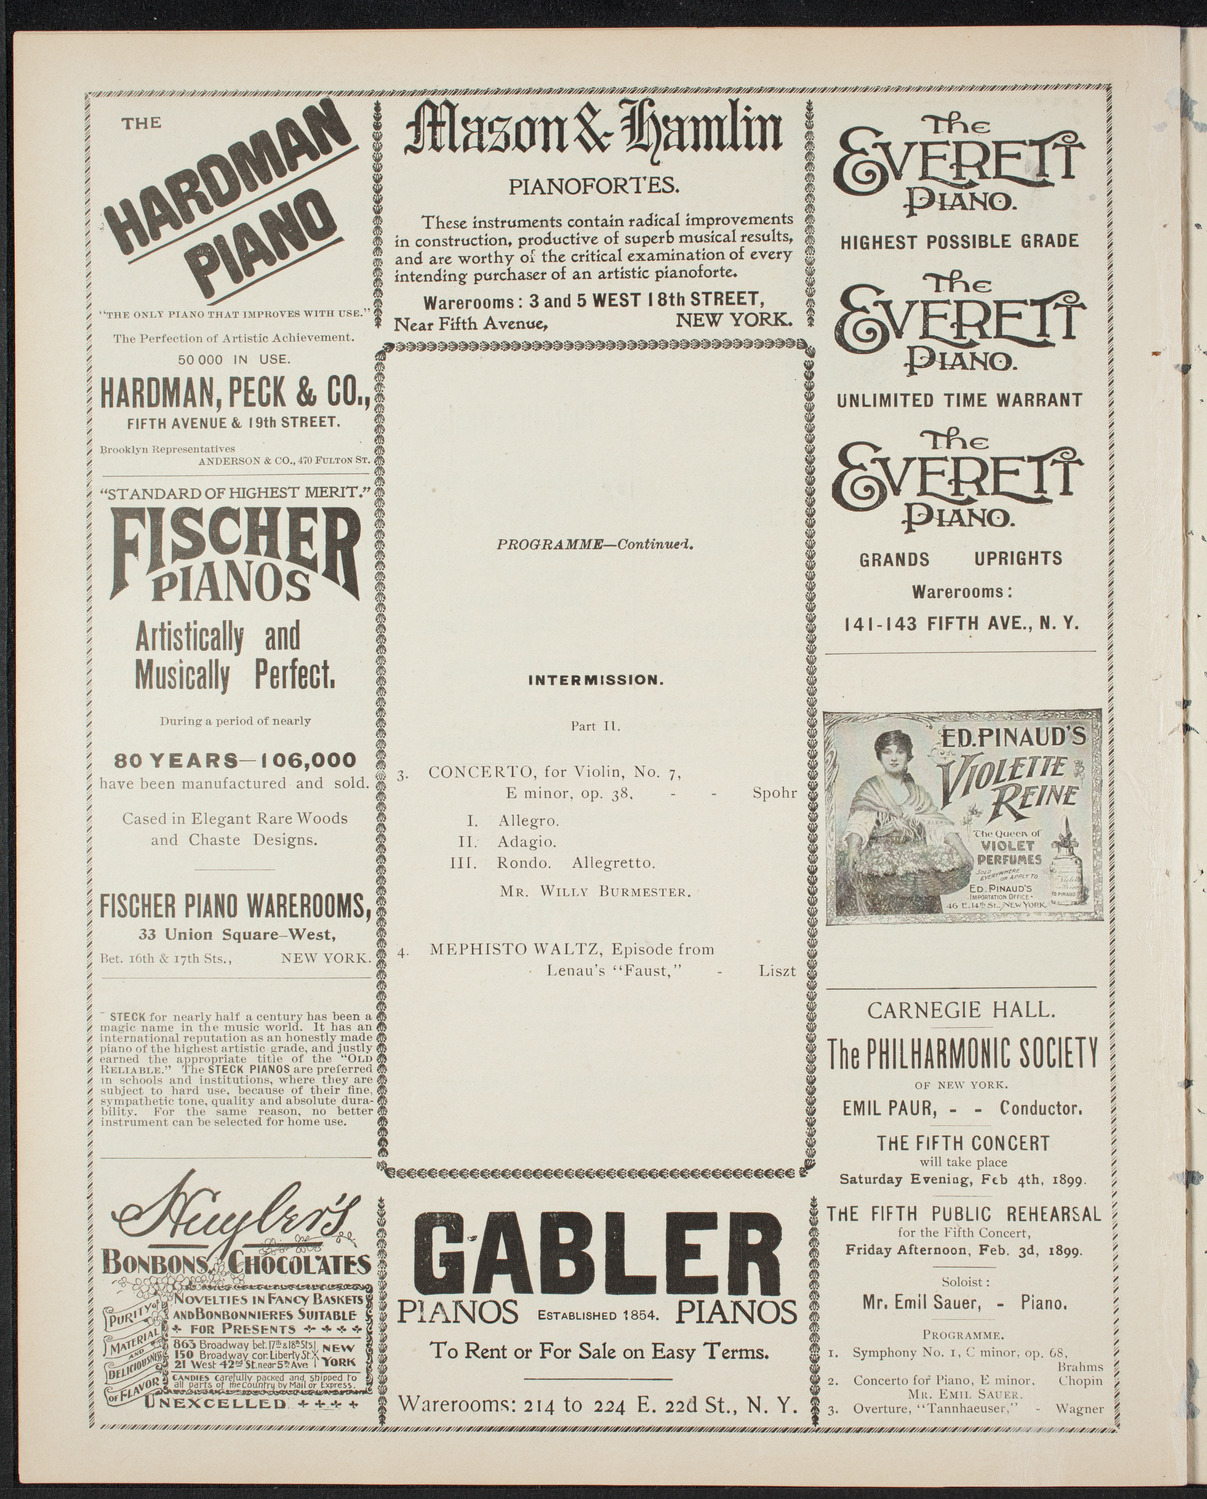 THE
HARDMAN
PIANO
"THE ONLY PIANO THAT IMPROVES WITH USE."
The Perfection of Artistic Achievement.
50 000 IN USE.
HARDMAN, PECK & CO.,
FIFTH AVENUE & 19th STREET.
Brooklyn Representatives
ANDERSON & CO., 470 FULTON ST.
"STANDARD OF HIGHEST MERIT."
FISCHER
PIANOS
Artistically and
Musically Perfect.
During a period of nearly
80 YEARS—106,000
have been manufactured and sold.
Cased in Elegant Rare Woods
and Chaste Designs.
FISCHER PIANO WAREROOMS,
33 Union Square-West,
Bet. 16th & 17th Sts., NEW YORK.
STECK for nearly half a century has been a
magic name in the music world. It has an
international reputation as an honestly made
piano of the highest artistic grade, and justly
earned the appropriate title of the "OLD
RELIABLE." The STECK PIANOS are preferred
in schools and institutions, where they are
subject to hard use, because of their fine,
sympathetic tone, quality and absolute dura-
bility. For the same reason, no better
instrument can be selected for home use.
Huyler's
BONBONS, CHOCOLATES
NOVELTIES IN FANCY BASKETS
AND BONBONNIERES SUITABLE
FOR PRESENTS
PURITY of
MATERIAL
AND
DELICIOUSNESS
OF FLAVOR
863 Broadway bet. 17th & 18th Sts.
150 Broadway cor. Liberty St.
21 West 42nd St. near 5th Ave
NEW
YORK
CANDIES carefully packed and shipped to
all parts of the Country by Mail or Express.
UNEXCELLED
Mason & Hamlin
PIANOFORTES.
These instruments contain radical improvements
in construction, productive of superb musical results,
and are worthy of the critical examination of every
intending purchaser of an artistic pianoforte.
Warerooms: 3 and 5 WEST 18th STREET,
Near Fifth Avenue, NEW YORK.
PROGRAMME—Continued.
INTERMISSION.
Part II.
3. CONCERTO, for Violin, No. 7,
E minor, op. 38, - - Spohr
I. Allegro.
II. Adagio.
III. Rondo. Allegretto.
MR. WILLY BURMESTER.
4. MEPHISTO WALTZ, Episode from
Lenau's "Faust," - Liszt
GABLER
PIANOS ESTABLISHED 1854. PIANOS
To Rent or For Sale on Easy Terms.
Warerooms: 214 to 224 E. 22d St., N. Y.
The
EVERETT
PIANO.
HIGHEST POSSIBLE GRADE
The
EVERETT
PIANO.
UNLIMITED TIME WARRANT
The
EVERETT
PIANO.
GRANDS UPRIGHTS
Warerooms:
141-143 FIFTH AVE., N. Y.
ED. PINAUD'S
VIOLETTE
REINE
The Queen of
VIOLET
PERFUMES
SOLD EVERYWHERE
OR APPLY TO
ED. PINAUD'S
IMPORTATION OFFICE
46 E. 14th St., NEW YORK.
CARNEGIE HALL.
The PHILHARMONIC SOCIETY
OF NEW YORK.
EMIL PAUR, - - Conductor.
THE FIFTH CONCERT
will take place
Saturday Evening, Feb 4th, 1899.
THE FIFTH PUBLIC REHEARSAL
for the Fifth Concert,
Friday Afternoon, Feb. 3d, 1899.
Soloist:
Mr. Emil Sauer, - Piano.
PROGRAMME.
1. Symphony No. 1, C minor, op. 68,
Brahms
2. Concerto for Piano, E minor, Chopin
MR. EMIL SAUER.
3. Overture, "Tannhaeuser," - Wagner